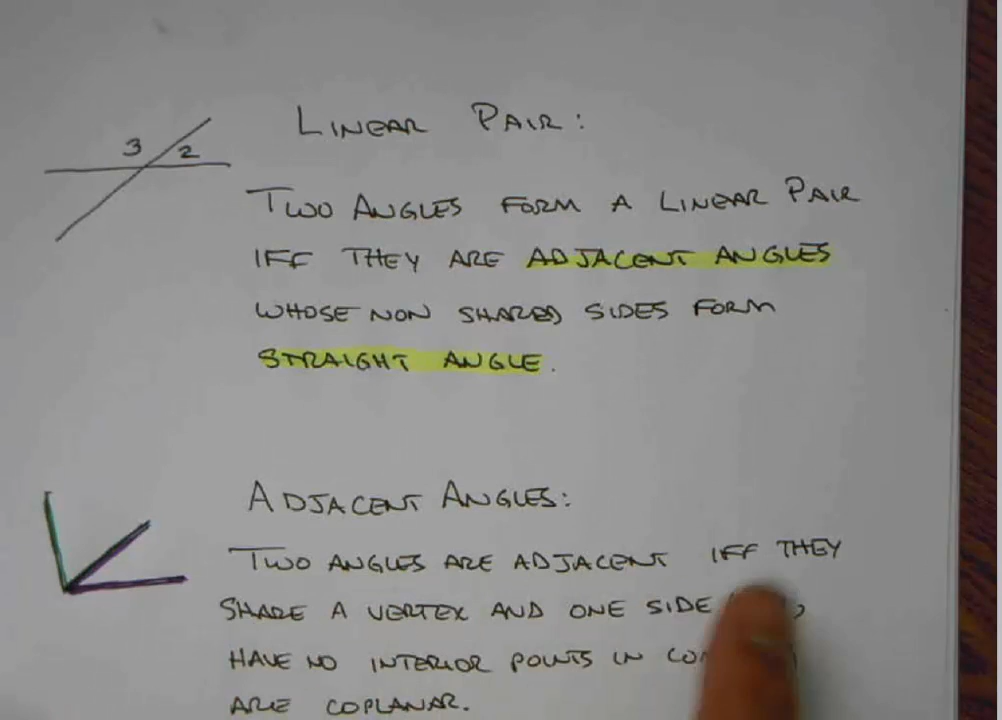 3 2
LINEAR PAIR:
TWO ANGLES FORM A LINEAR PAIR
IFF THEY ARE ADJACENT ANGLES
WHOSE NON SHARED SIDES FORM
STRAIGHT ANGLE.
ADJACENT ANGLES:
TWO ANGLES ARE ADJACENT IFF THEY
SHARE A VERTEX AND ONE SIDE
HAVE NO INTERIOR POINTS IN
ARE COPLANAR.